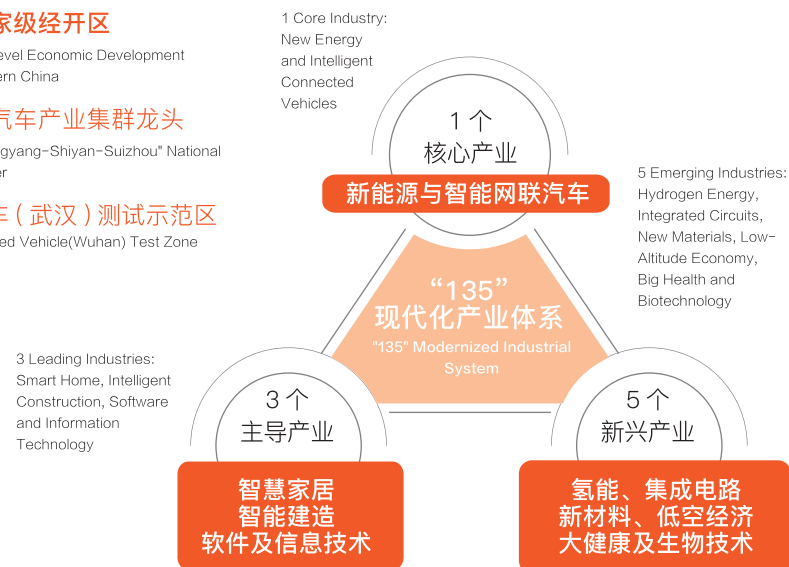 家级经开区
evel Economic Development
ern China
汽车产业集群龙头
gyang-Shiyan-Suizhou" National
er
车(武汉)测试示范区
ed Vehicle(Wuhan) Test Zone
1 Core Industry:
New Energy
and Intelligent
Connected
Vehicles
1个
核心产业
新能源与智能网联汽车
5 Emerging Industries:
Hydrogen Energy,
Integrated Circuits,
New Materials, Low-
Altitude Economy,
Big Health and
Biotechnology
“135”
现代化产业体系
"135" Modernized Industrial
System
3 Leading Industries:
Smart Home, Intelligent
Construction, Software
and Information
Technology
3个
主导产业
智慧家居
智能建造
软件及信息技术
5个
新兴产业
氢能、集成电路
新材料、低空经济
大健康及生物技术